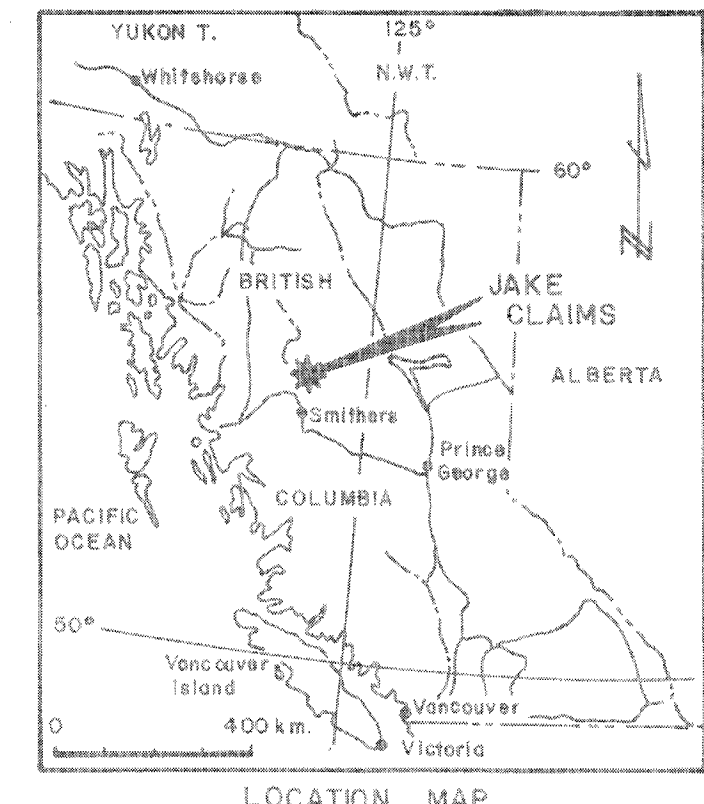 YUKON T.
125°
N.W.T.
Whitehorse
60°
BRITISH
JAKE
CLAIMS
ALBERTA
Smithers
Prince
George
COLUMBIA
PACIFIC
OCEAN
50°
Vancouver
Island
Vancouver
0 400 km.
Victoria
LOCATION MAP